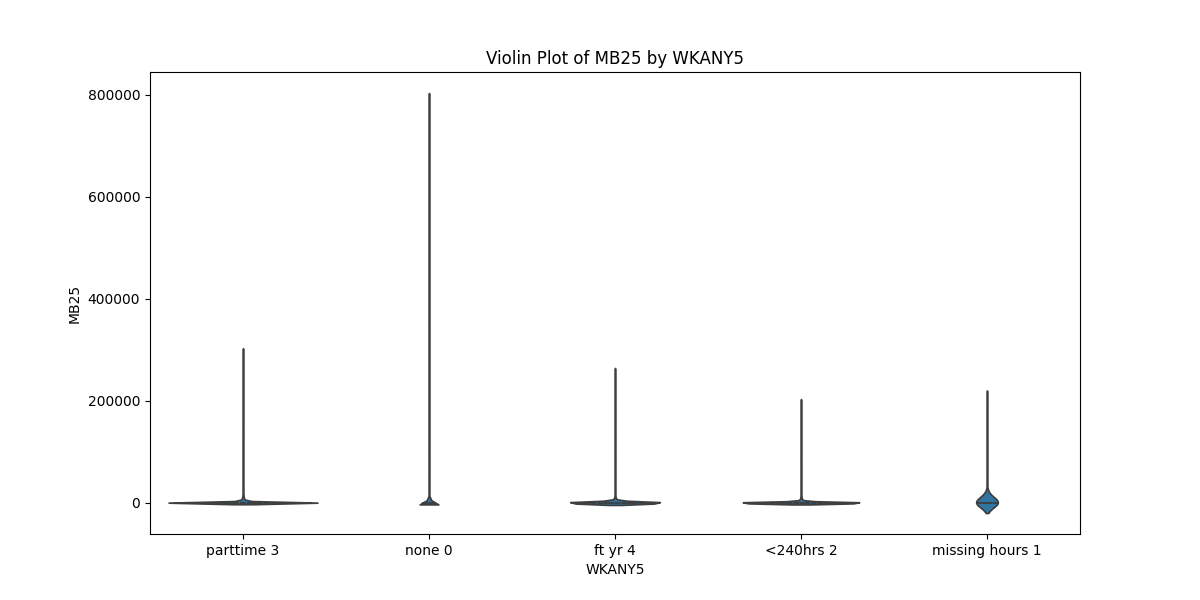 Violin Plot of MB25 by WKANY5
800000
600000
400000
200000
0
MB25
parttime 3
none 0
ft yr 4
<240hrs 2
missing hours 1
WKANY5